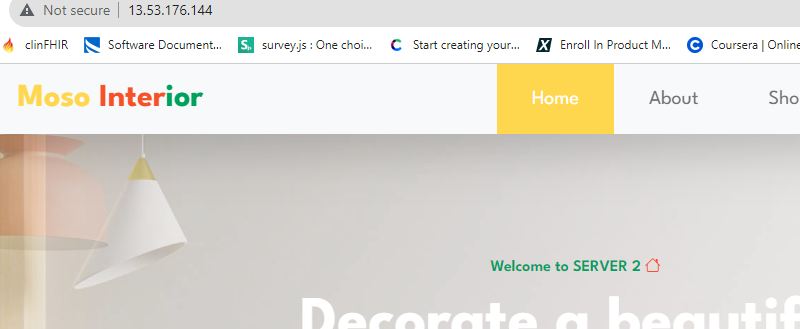 Not secure 13.53.176.144
clinFHIR Software Document... survey.js : One choi... Start creating your... Enroll In Product M... Coursera | Online
Moso Interior Home About Sho
Welcome to SERVER 2
Decorate a beautif